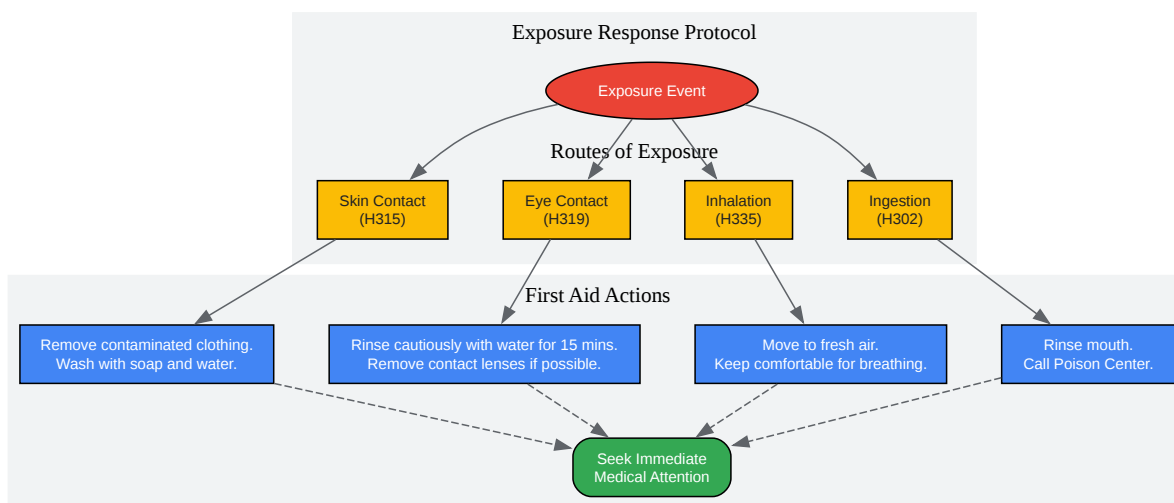 Exposure Response Protocol
Exposure Event
Routes of Exposure
Skin Contact
(H315)
Eye Contact
(H319)
Inhalation
(H335)
Ingestion
(H302)
First Aid Actions
Remove contaminated clothing.
Wash with soap and water.
Rinse cautiously with water for 15 mins.
Remove contact lenses if possible.
Move to fresh air.
Keep comfortable for breathing.
Rinse mouth.
Call Poison Center.
Seek Immediate
Medical Attention